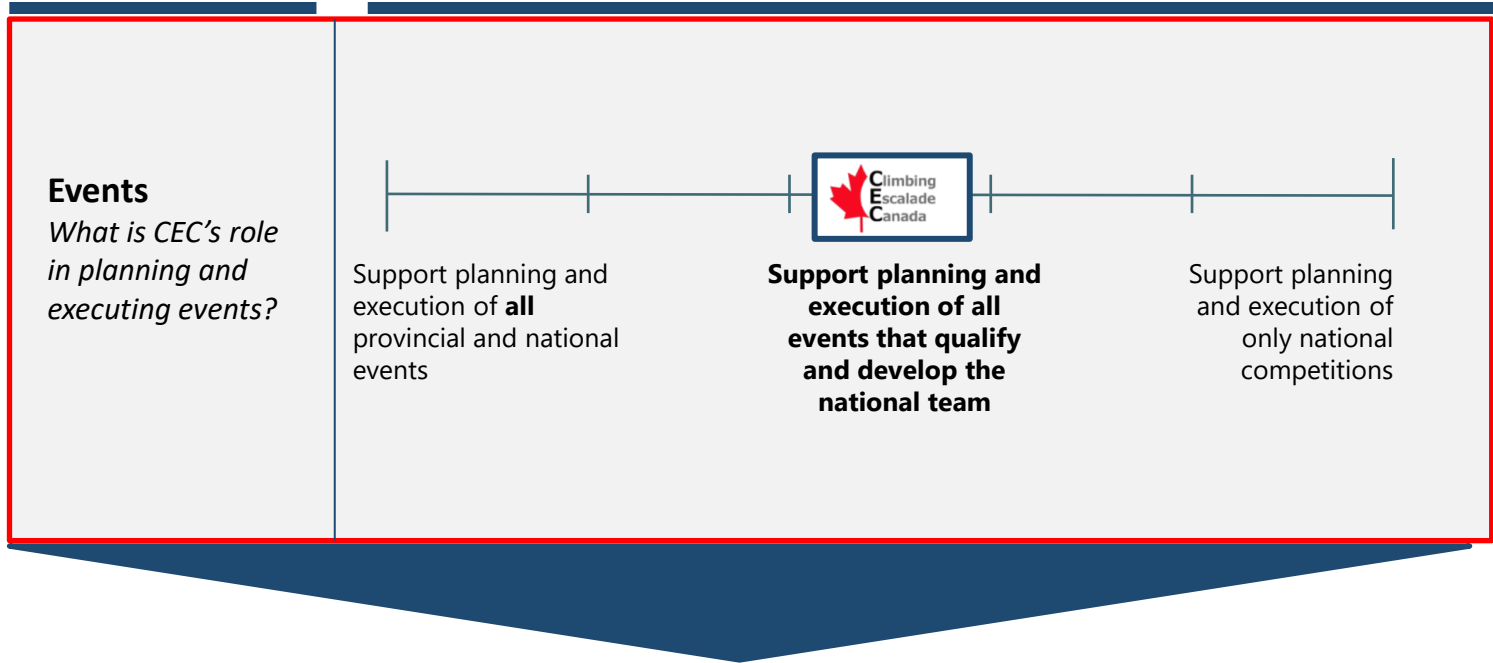 Events
What is CEC’s role
in planning and
executing events?
Climbing
Escalade
Canada
Support planning and
execution of all
provincial and national
events
Support planning and
execution of all
events that qualify
and develop the
national team
Support planning
and execution of
only national
competitions